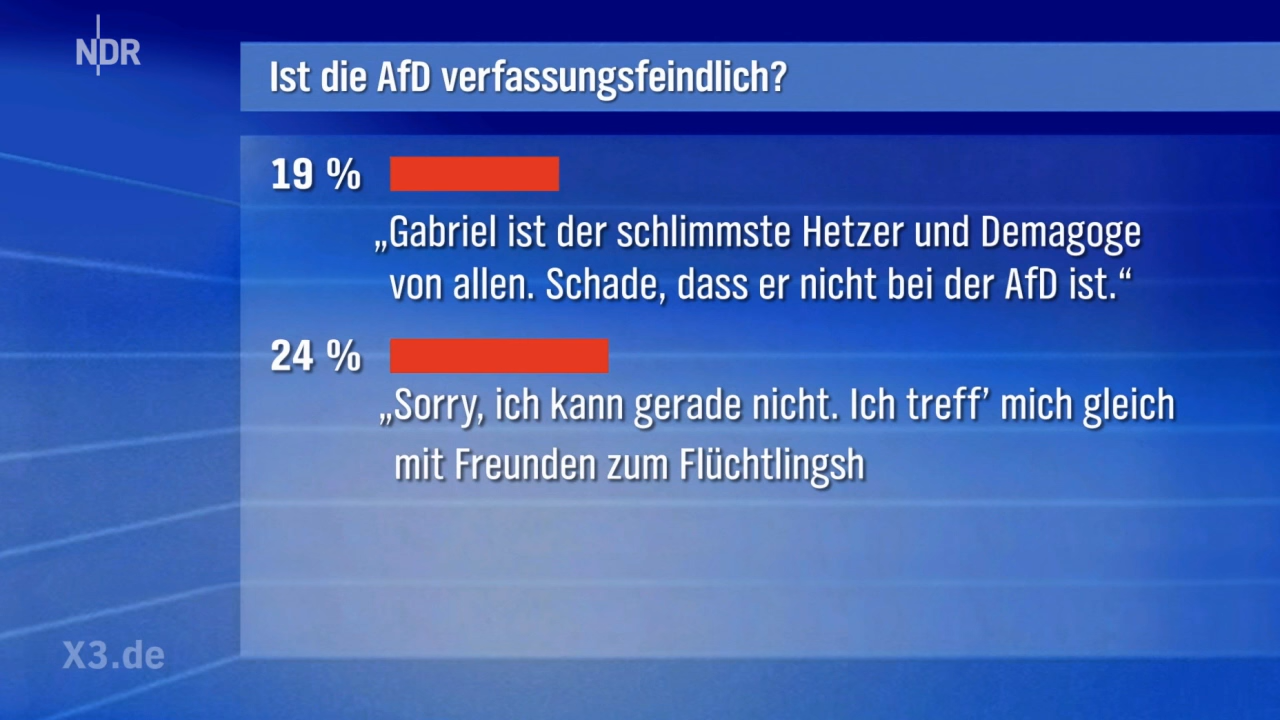 NDR
Ist die AfD verfassungsfeindlich?
19 %
„Gabriel ist der schlimmste Hetzer und Demagoge
von allen. Schade, dass er nicht bei der AfD ist.“
24 %
„Sorry, ich kann gerade nicht. Ich treff’ mich gleich
mit Freunden zum Flüchtlingsh
X3.de